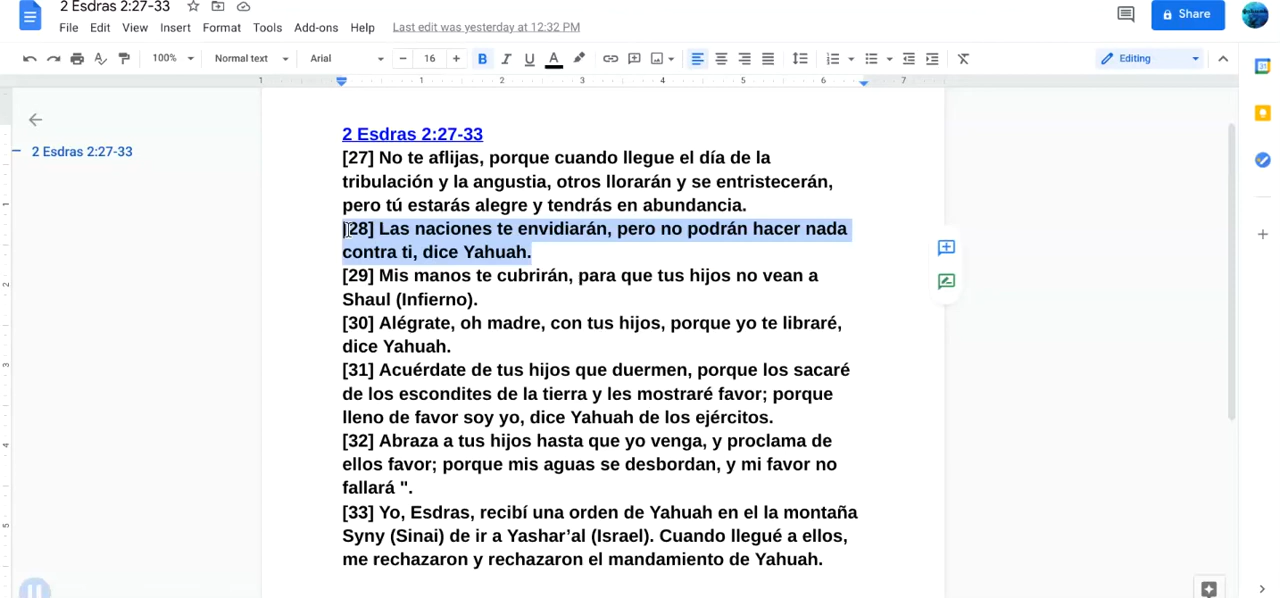 2 Esdras 2:27-33
File Edit View Insert Format Tools Add-ons Help Last edit was yesterday at 12:32 PM
Share
100% Normal text Arial 16 B I U A Editing
1 1 2 3 4 5 6 7
2 Esdras 2:27-33
2 Esdras 2:27-33
[27] No te aflijas, porque cuando llegue el día de la
tribulación y la angustia, otros llorarán y se entristecerán,
pero tú estarás alegre y tendrás en abundancia.
[28] Las naciones te envidiarán, pero no podrán hacer nada
contra ti, dice Yahuah.
[29] Mis manos te cubrirán, para que tus hijos no vean a
Shaul (Infierno).
[30] Alégrate, oh madre, con tus hijos, porque yo te libraré,
dice Yahuah.
[31] Acuérdate de tus hijos que duermen, porque los sacaré
de los escondites de la tierra y les mostraré favor; porque
lleno de favor soy yo, dice Yahuah de los ejércitos.
[32] Abraza a tus hijos hasta que yo venga, y proclama de
ellos favor; porque mis aguas se desbordan, y mi favor no
fallará ".
[33] Yo, Esdras, recibí una orden de Yahuah en el la montaña
Syny (Sinai) de ir a Yashar’al (Israel). Cuando llegué a ellos,
me rechazaron y rechazaron el mandamiento de Yahuah.